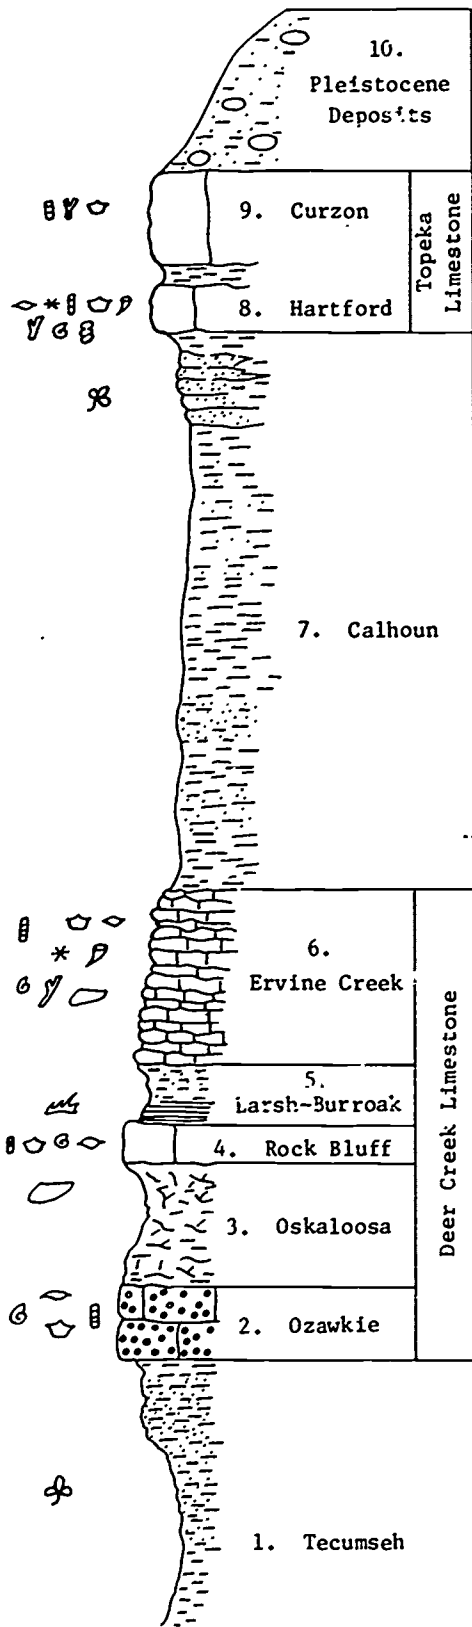 10.
Pleistocene
Deposits
9. Curzon
8. Hartford
Topeka
Limestone
7. Calhoun
6.
Ervine Creek
5.
Larsh-Burroak
4. Rock Bluff
3. Oskaloosa
2. Ozawkie
Deer Creek Limestone
1. Tecumseh